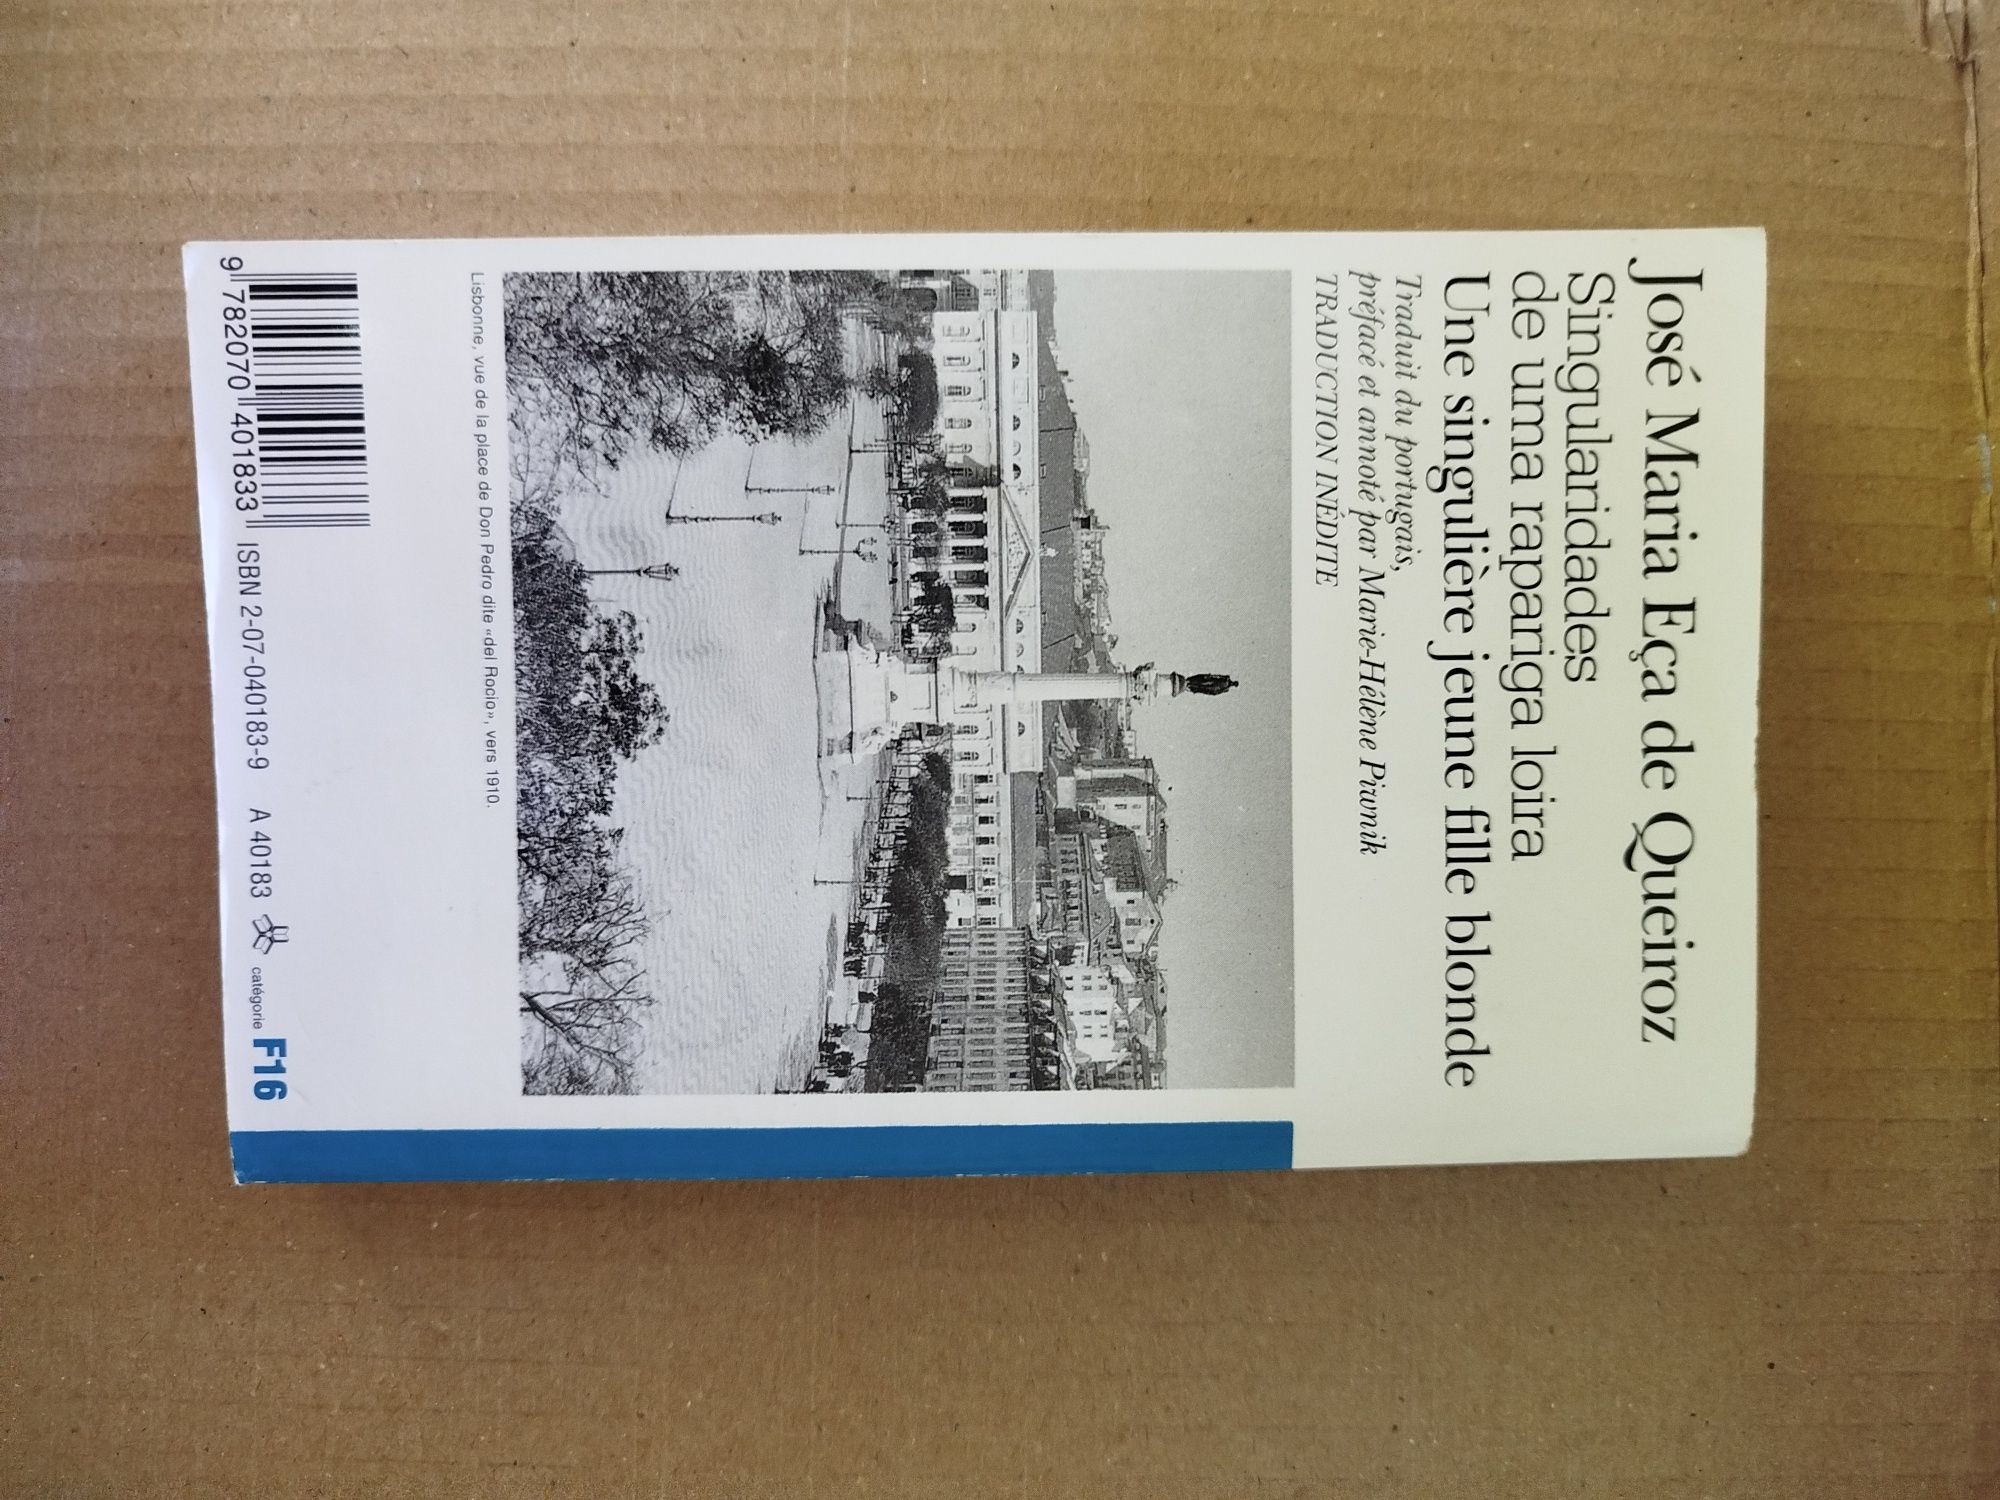 José Maria Eça de Queiroz
Singularidades
de uma rapariga loira
Une singulière jeune fille blonde
Traduit du portugais,
préfacé et annoté par Marie-Hélène Piwnik
TRADUCTION INÉDITE
Lisbonne, vue de la place de Don Pedro dite «del Rocio», vers 1910.
9 782070 401833 ISBN 2-07-040183-9 A 40183 catégorie F16